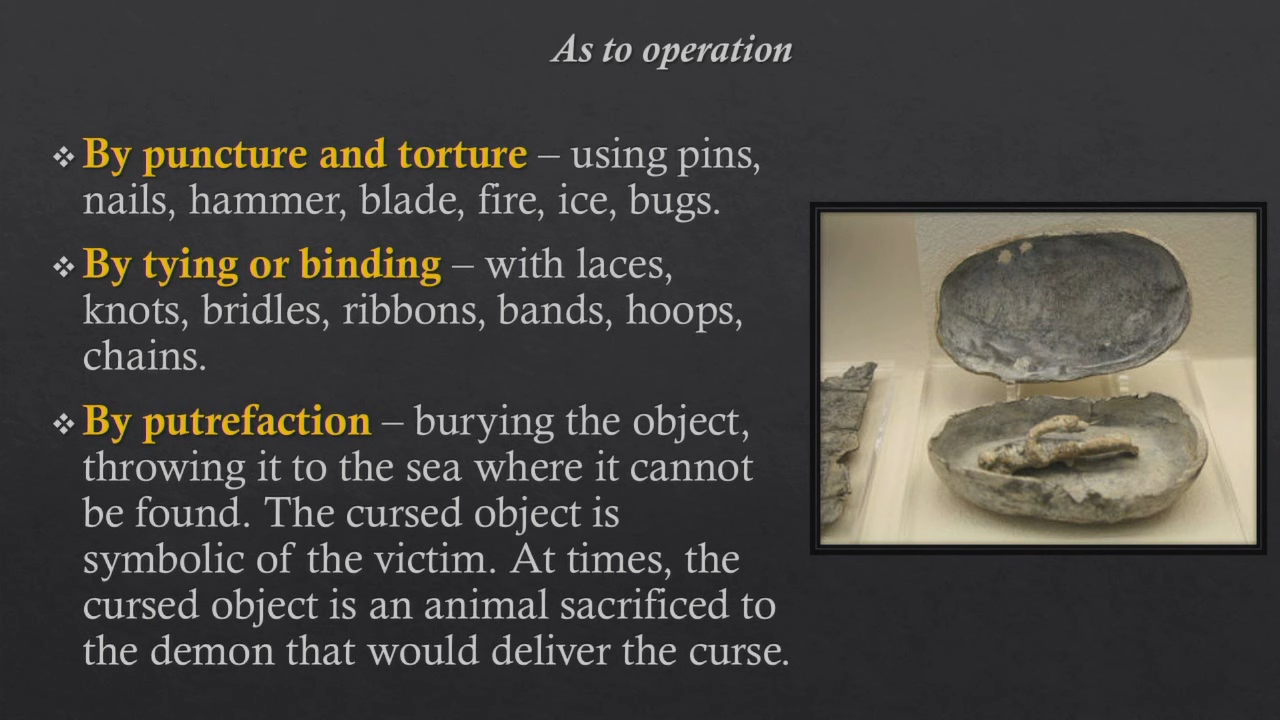 As to operation
❖ By puncture and torture – using pins,
nails, hammer, blade, fire, ice, bugs.
❖ By tying or binding – with laces,
knots, bridles, ribbons, bands, hoops,
chains.
❖ By putrefaction – burying the object,
throwing it to the sea where it cannot
be found. The cursed object is
symbolic of the victim. At times, the
cursed object is an animal sacrificed to
the demon that would deliver the curse.